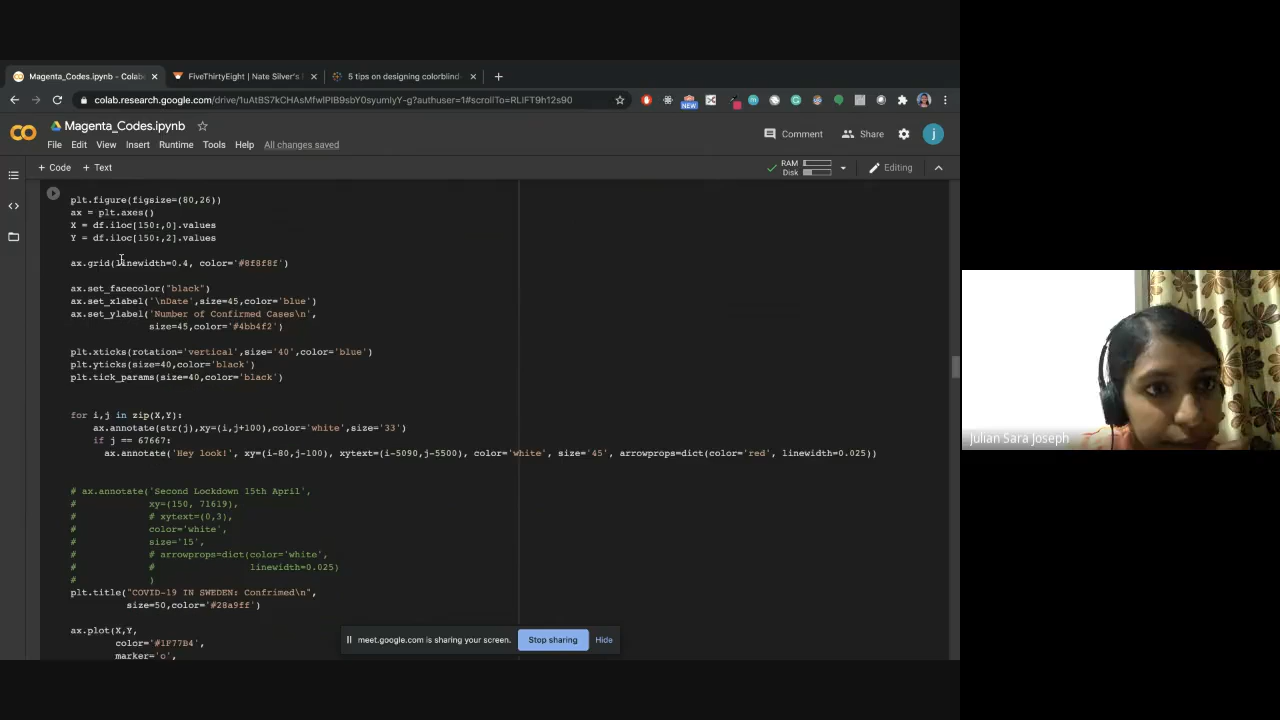 Magenta_Codes.ipynb - Colab
FiveThirtyEight | Nate Silver's
5 tips on designing colorblind
colab.research.google.com/drive/1uAtBS7kCHAsMfwlPIB9sbY0syumlyY-g?authuser=1#scrollTo=RLIFT9h12s90
NEW
Magenta_Codes.ipynb
Comment
Share
j
File Edit View Insert Runtime Tools Help All changes saved
+ Code + Text
RAM
Disk
Editing
plt.figure(figsize=(80,26))
ax = plt.axes()
X = df.iloc[150:,0].values
Y = df.iloc[150:,2].values
ax.grid(linewidth=0.4, color='#8f8f8f')
ax.set_facecolor("black")
ax.set_xlabel('\nDate',size=45,color='blue')
ax.set_ylabel('Number of Confirmed Cases\n',
size=45,color='#4bb4f2')
plt.xticks(rotation='vertical',size='40',color='blue')
plt.yticks(size=40,color='black')
plt.tick_params(size=40,color='black')
for i,j in zip(X,Y):
ax.annotate(str(j),xy=(i,j+100),color='white',size='33')
if j == 67667:
ax.annotate('Hey look!', xy=(i-80,j-100), xytext=(i-5090,j-5500), color='white', size='45', arrowprops=dict(color='red', linewidth=0.025))
# ax.annotate('Second Lockdown 15th April',
# xy=(150, 71619),
# # xytext=(0,3),
# color='white',
# size='15',
# # arrowprops=dict(color='white',
# # linewidth=0.025)
# )
plt.title("COVID-19 IN SWEDEN: Confrimed\n",
size=50,color='#28a9ff')
ax.plot(X,Y,
color='#1F77B4',
marker='o',
meet.google.com is sharing your screen.
Stop sharing
Hide
Julian Sara Joseph